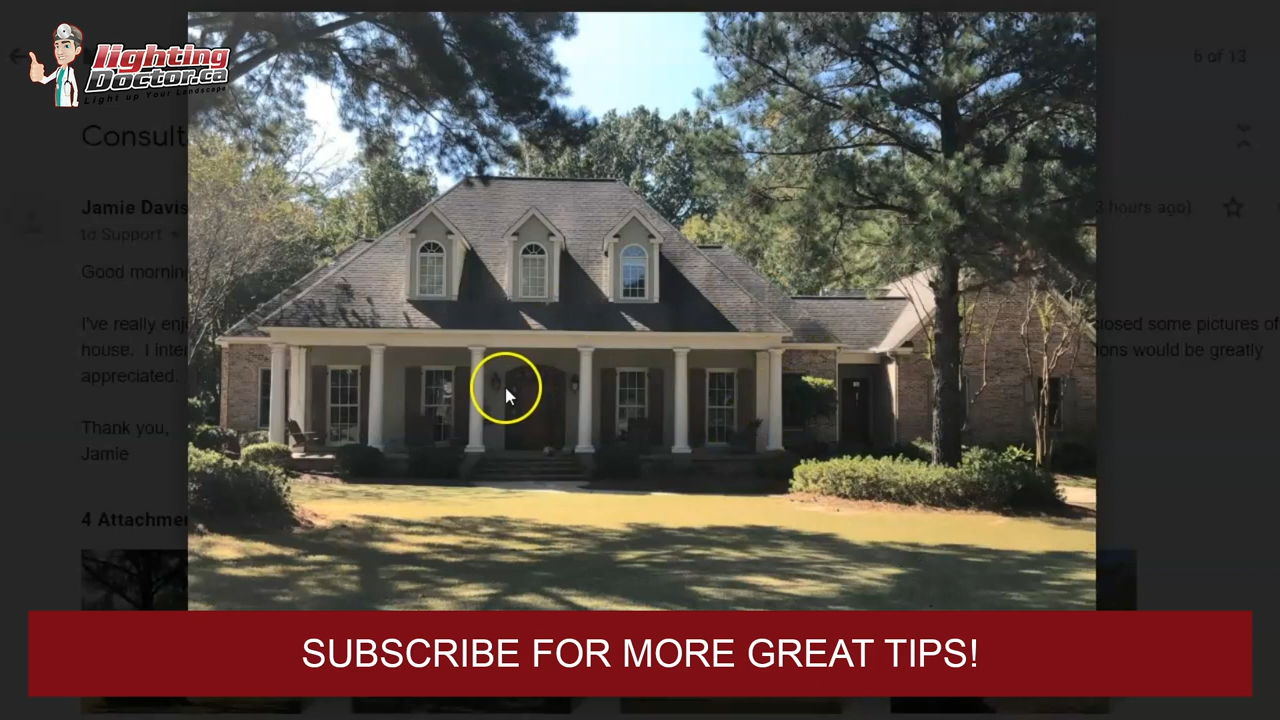 lighting
Doctor.ca
Light up Your Landscape
6 of 13
Consult
Jamie Davis
hours ago)
to Support
Good mornin
I've really enj
closed some pictures of
house. I inte
ons would be greatly
appreciated.
Thank you,
Jamie
4 Attachmen
SUBSCRIBE FOR MORE GREAT TIPS!